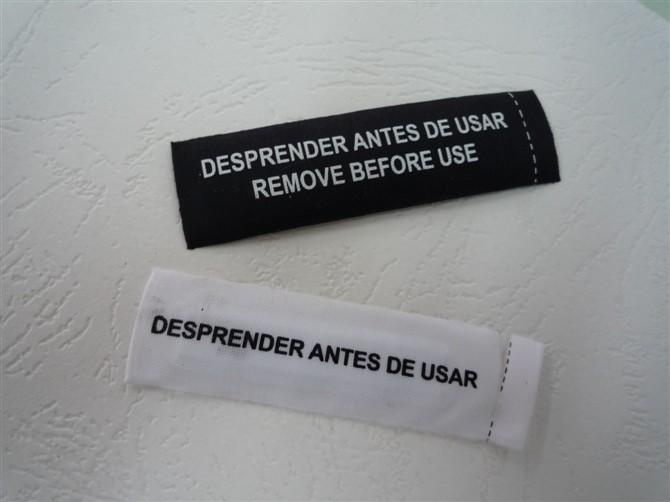 DESPRENDER ANTES DE USAR
REMOVE BEFORE USE
DESPRENDER ANTES DE USAR